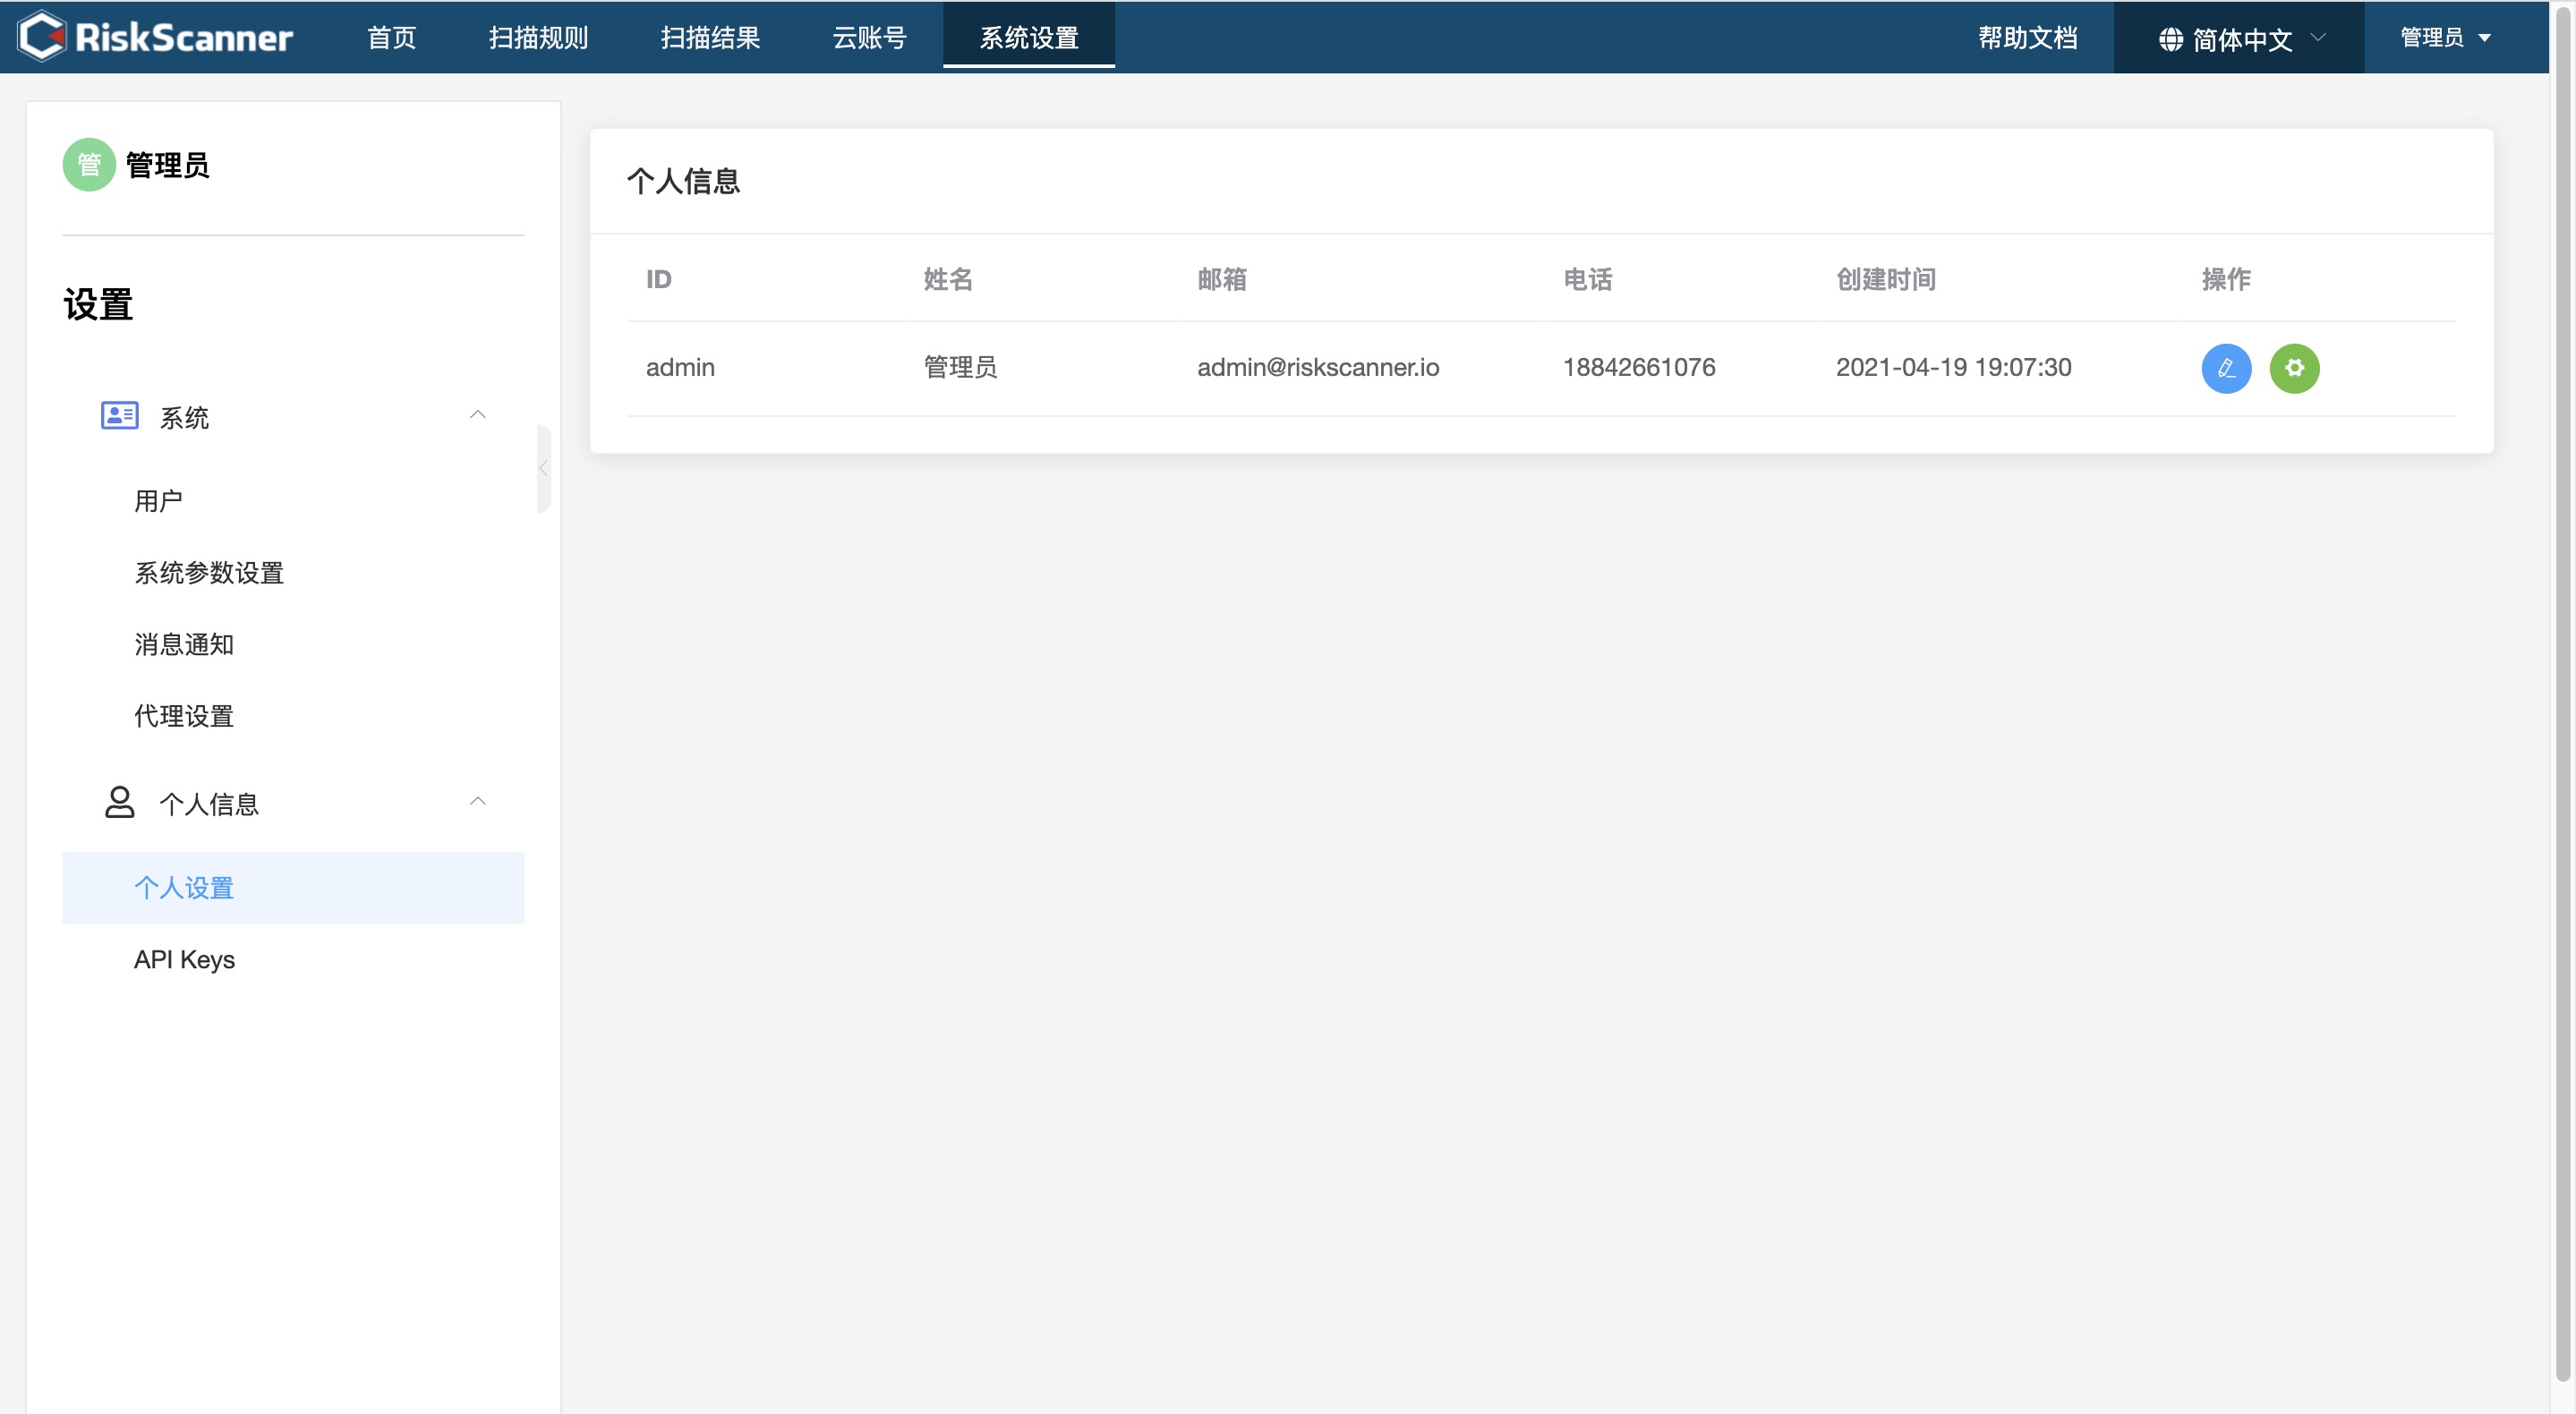 RiskScanner 首页 扫描规则 扫描结果 云账号 系统设置 帮助文档 简体中文 管理员
管 管理员
设置
系统
用户
系统参数设置
消息通知
代理设置
个人信息
个人设置
API Keys
个人信息
ID 姓名 邮箱 电话 创建时间 操作
admin 管理员 admin@riskscanner.io 18842661076 2021-04-19 19:07:30